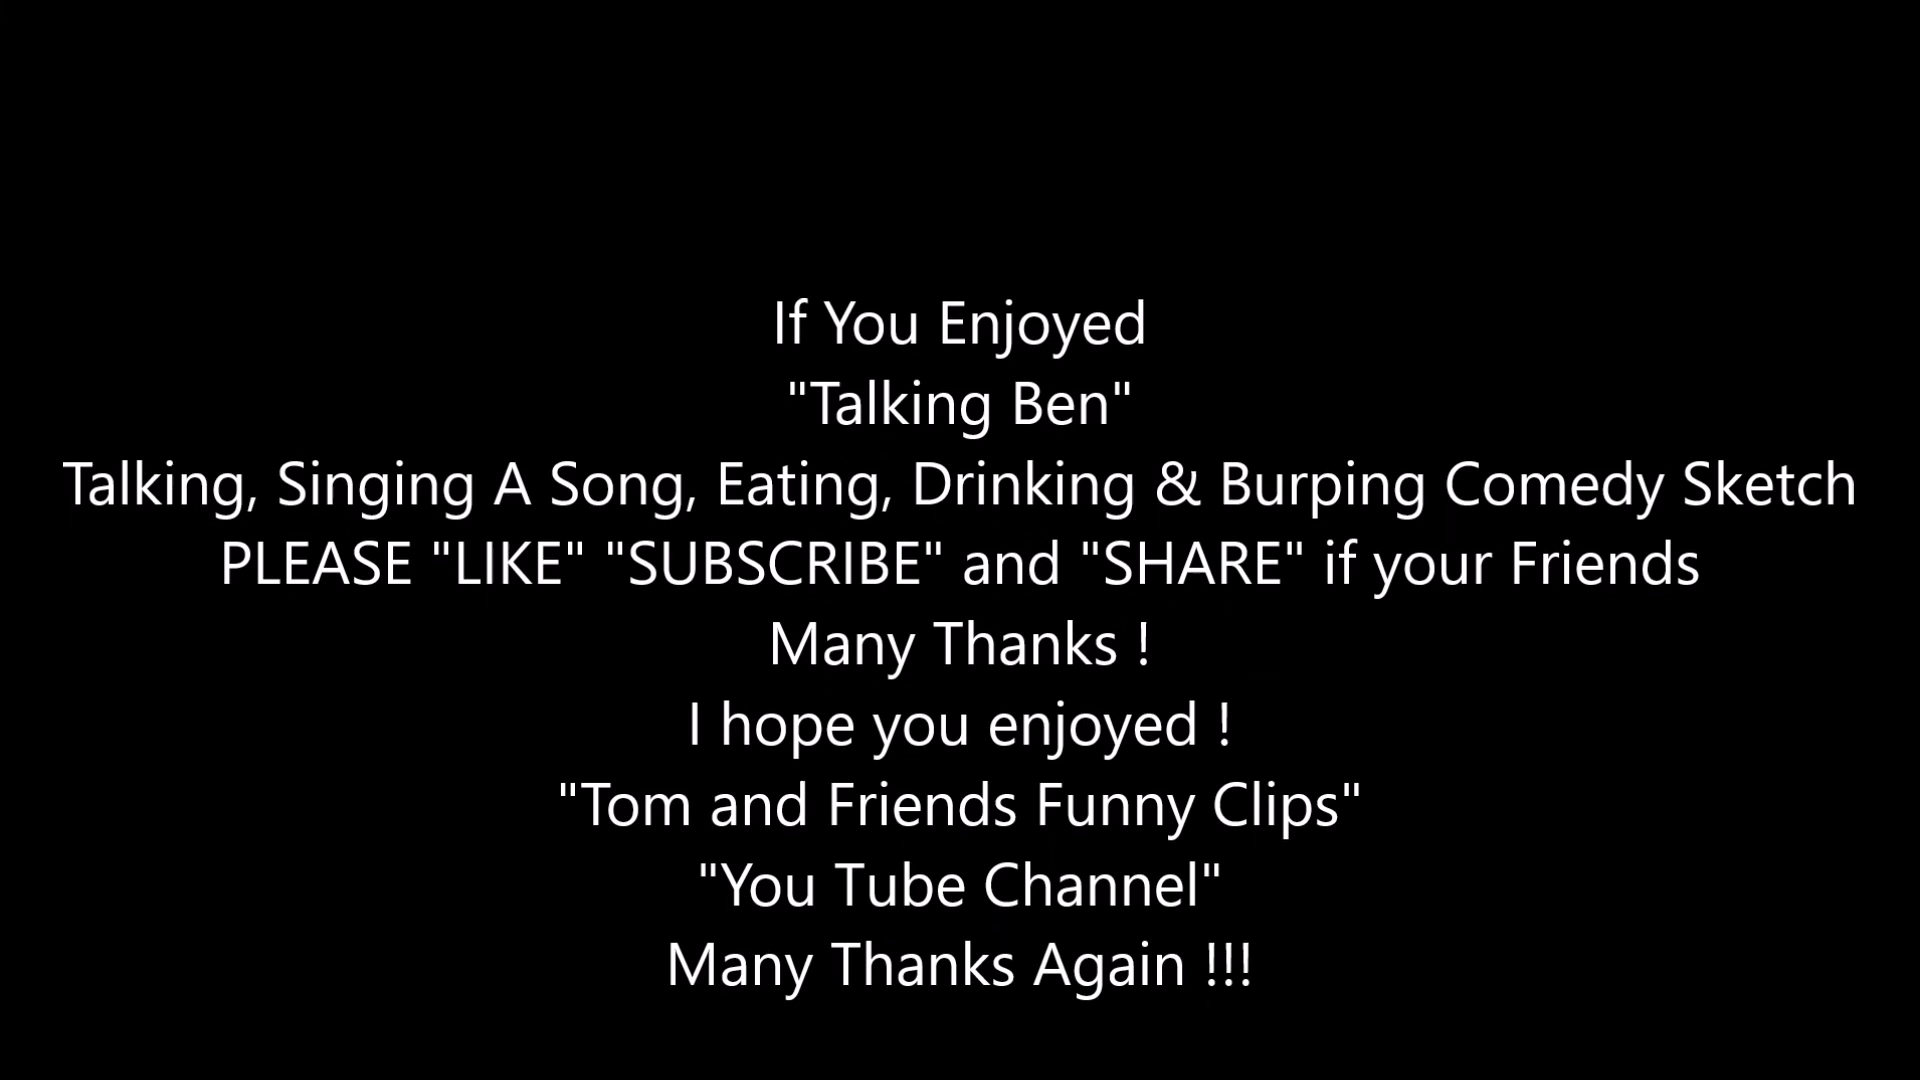 If You Enjoyed
"Talking Ben"
Talking, Singing A Song, Eating, Drinking & Burping Comedy Sketch
PLEASE "LIKE" "SUBSCRIBE" and "SHARE" if your Friends
Many Thanks !
I hope you enjoyed !
"Tom and Friends Funny Clips"
"You Tube Channel"
Many Thanks Again !!!